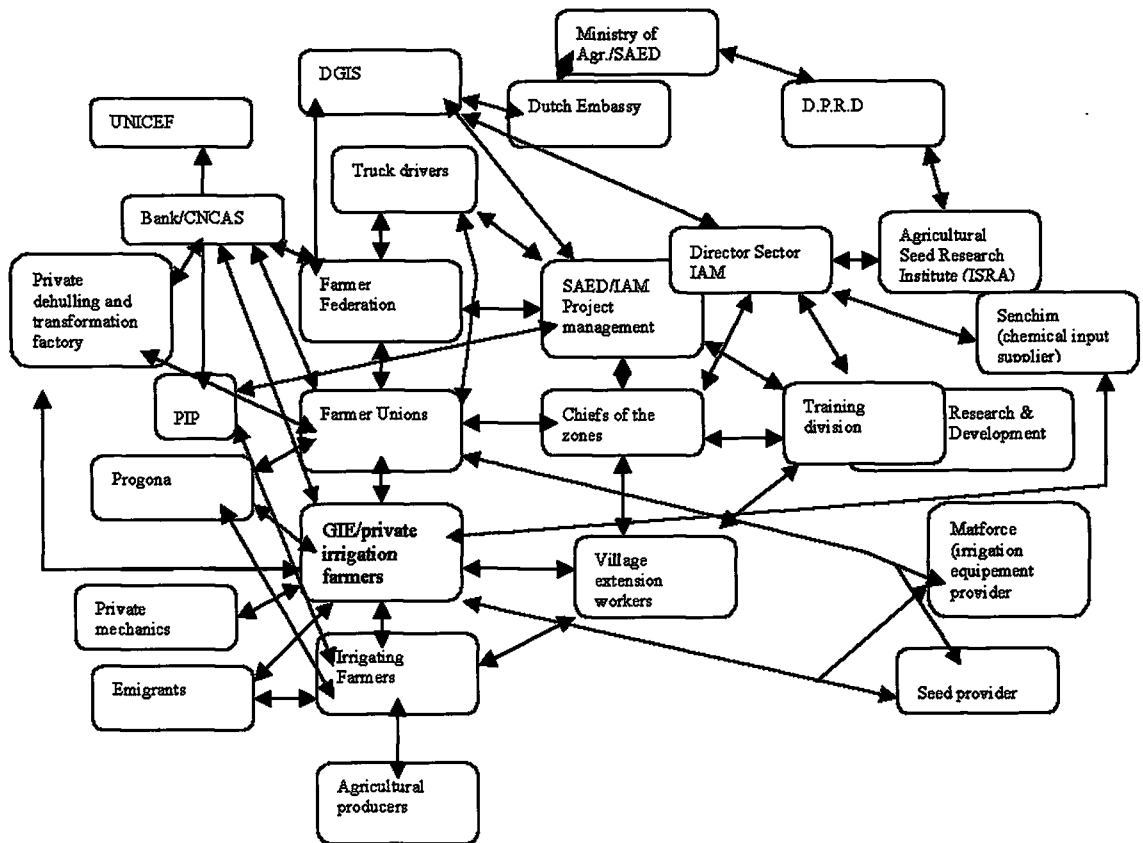 Ministry of
Agr./SAED
DGIS
Dutch Embassy
D.P.R.D
UNICEF
Truck drivers
Bank/CNCAS
Agricultural
Seed Research
Institute (ISRA)
Director Sector
IAM
Private
dehulling and
transformation
factory
Farmer
Federation
SAED/IAM
Project
management
Senchim
(chemical input
supplier)
PIP
Farmer Unions
Chiefs of the
zones
Training
division
Research &
Development
Progona
GIE/private
irrigation
farmers
Matforce
(irrigation
equipement
provider
Village
extension
workers
Private
mechanics
Irrigating
Farmers
Emigrants
Seed provider
Agricultural
producers